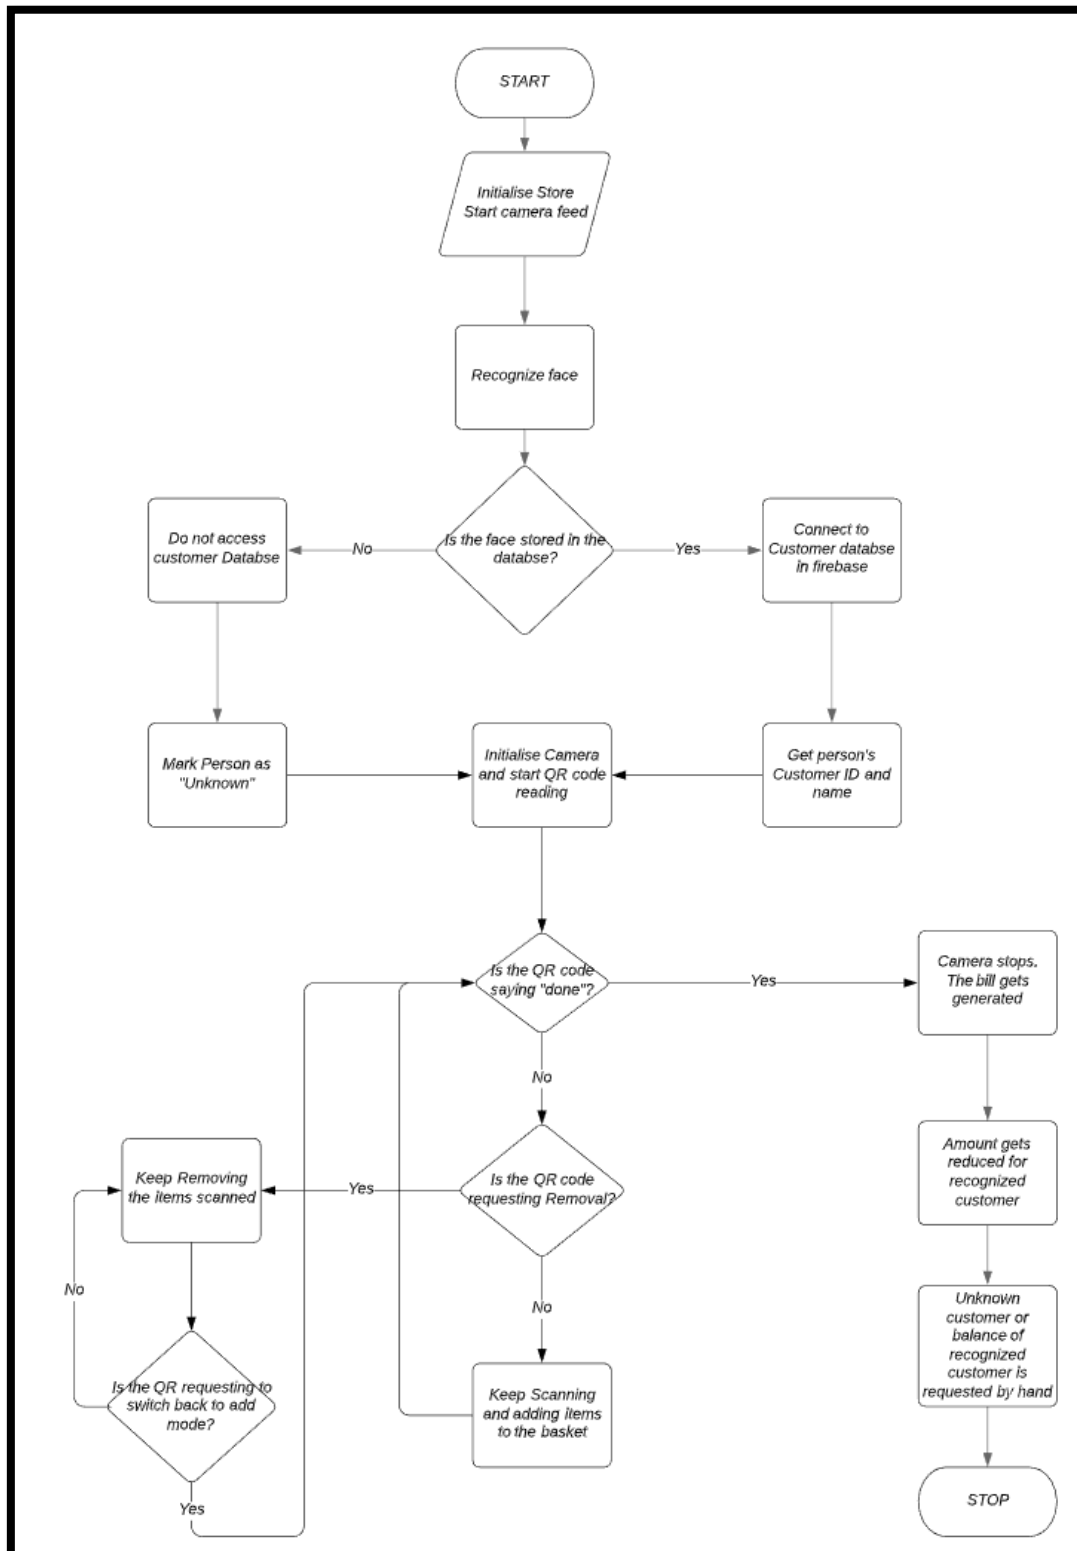 START
Initialise Store
Start camera feed
Recognize face
Is the face stored in the
databse?
No
Yes
Do not access
customer Databse
Connect to
Customer databse
in firebase
Mark Person as
"Unknown"
Initialise Camera
and start QR code
reading
Get person's
Customer ID and
name
Is the QR code
saying "done"?
Yes
Camera stops.
The bill gets
generated
No
Keep Removing
the items scanned
Yes
Is the QR code
requesting Removal?
Amount gets
reduced for
recognized
customer
No
No
Unknown
customer or
balance of
recognized
customer is
requested by hand
Is the QR requesting to
switch back to add
mode?
Keep Scanning
and adding items
to the basket
Yes
STOP